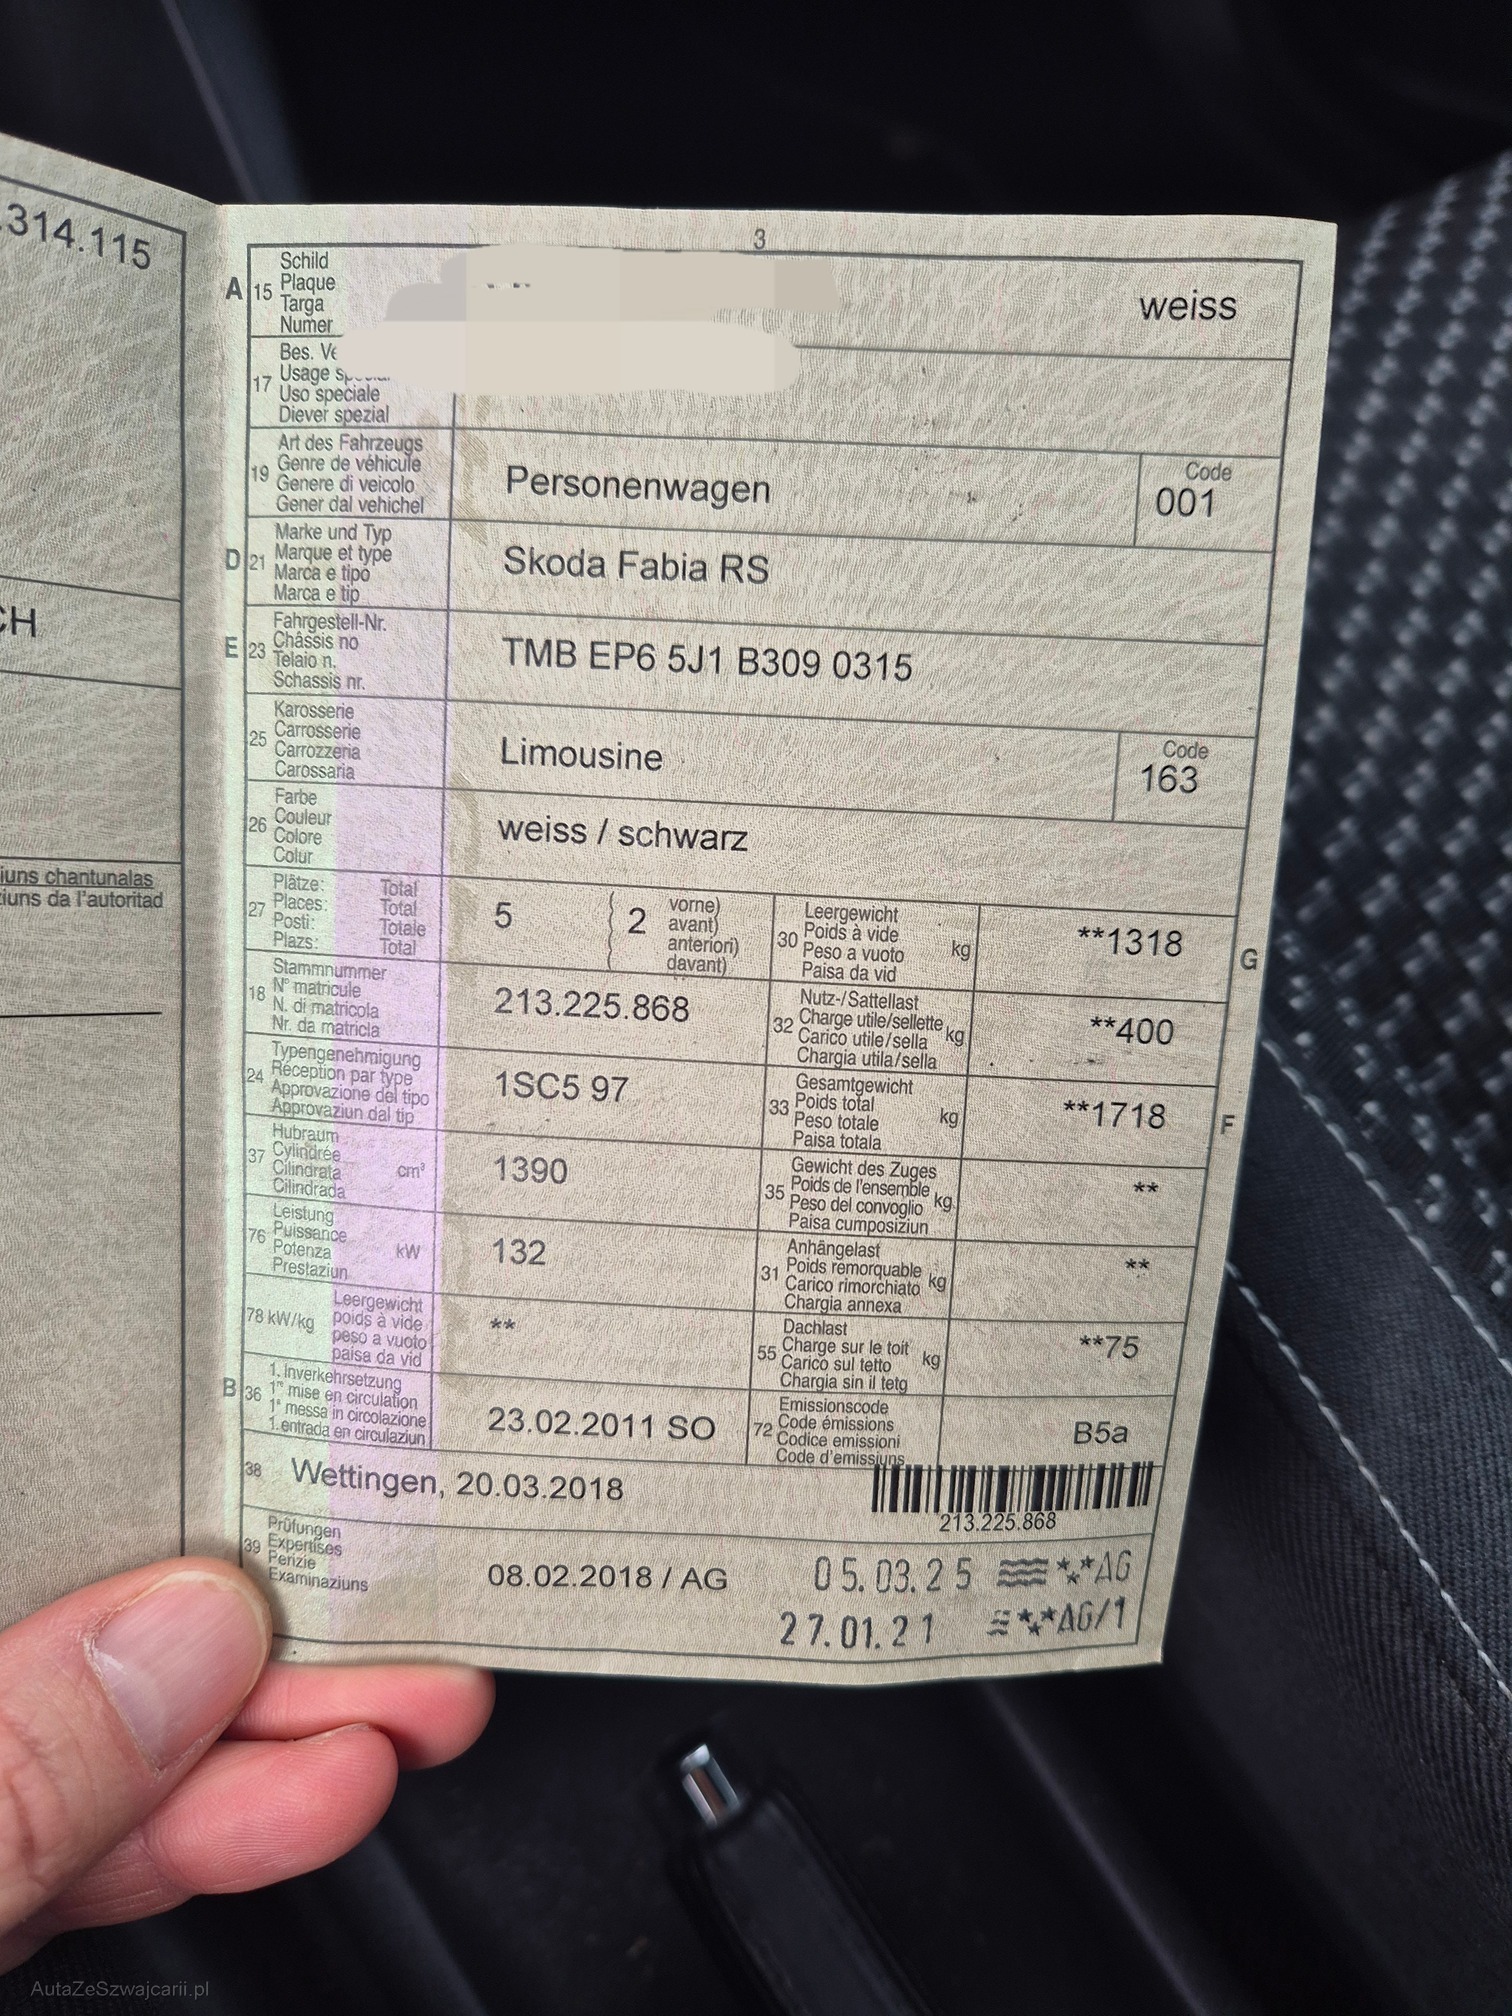 .314.115
CH
iuns chantunalas
iuns da l'autoritad
3
A 15 Schild
Plaque
Targa
Numer
weiss
17 Bes.
Usage
Uso speciale
Diever spezial
19 Art des Fahrzeugs
Genre de véhicule
Genere di veicolo
Gener dal vehichel
Personenwagen
Code
001
D 21 Marke und Typ
Marque et type
Marca e tipo
Marca e tip
Skoda Fabia RS
E 23 Fahrgestell-Nr.
Châssis no
Telaio n.
Schassis nr.
TMB EP6 5J1 B309 0315
25 Karosserie
Carrosserie
Carrozzeria
Carossaria
Limousine
Code
163
26 Farbe
Couleur
Colore
Colur
weiss / schwarz
27 Plätze: Total
Places: Total
Posti: Totale
Plazs: Total
5
2
vorne)
avant)
anteriori)
davant)
30 Leergewicht
Poids à vide
Peso a vuoto
Paisa da vid
kg
**1318
G
18 Stammnummer
N° matricule
N. di matricola
Nr. da matricla
213.225.868
32 Nutz-/Sattellast
Charge utile/sellette
Carico utile/sella
Chargia utila/sella
kg
**400
24 Typengenehmigung
Réception par type
Approvazione del tipo
Approvaziun dal tip
1SC5 97
33 Gesamtgewicht
Poids total
Peso totale
Paisa totala
kg
**1718
F
37 Hubraum
Cylindrée
Cilindrata
Cilindrada
cm³
1390
35 Gewicht des Zuges
Poids de l'ensemble
Peso del convoglio
Paisa cumposiziun
kg
**
76 Leistung
Puissance
Potenza
Prestaziun
kW
132
31 Anhängelast
Poids remorquable
Carico rimorchiato
Chargia annexa
kg
**
78 kW/kg
Leergewicht
poids à vide
peso a vuoto
paisa da vid
**
55 Dachlast
Charge sur le toit
Carico sul tetto
Chargia sin il tetg
kg
**75
B 36 1. Inverkehrsetzung
1re mise en circulation
1a messa in circolazione
1. entrada en circulaziun
23.02.2011 SO
72 Emissionscode
Code émissions
Codice emissioni
Code d'emissiuns
B5a
38 Wettingen, 20.03.2018
213.225.868
39 Prüfungen
Expertises
Perizie
Examinaziuns
08.02.2018 / AG
05.03.25 AG
27.01.21 AG/1
AutaZeSzwajcarii.pl